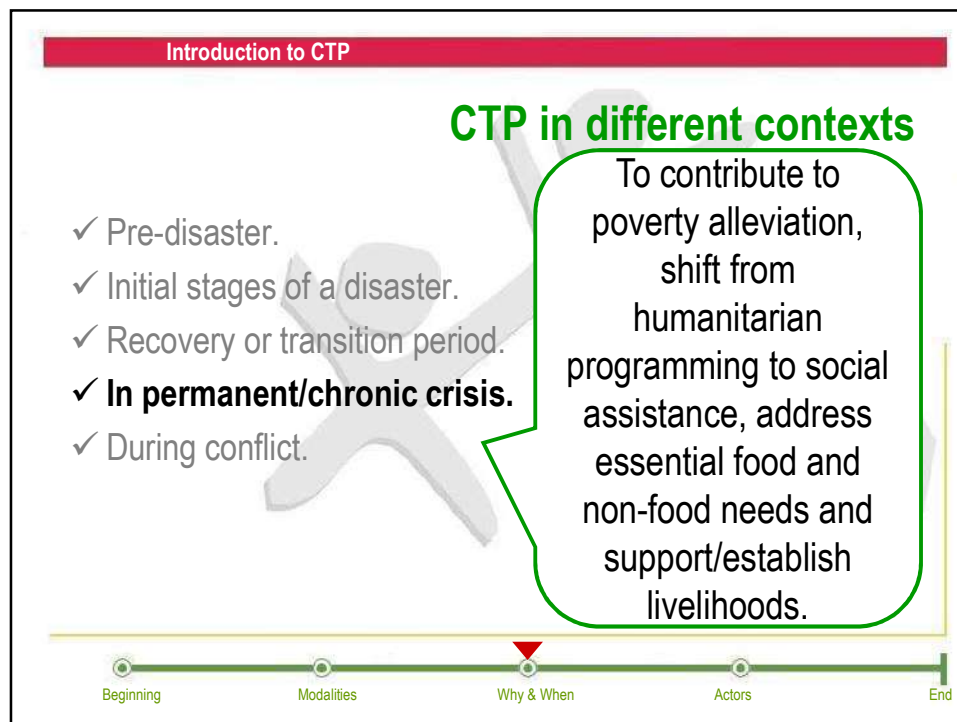 Introduction to CTP
CTP in different contexts
✓ Pre-disaster.
✓ Initial stages of a disaster.
✓ Recovery or transition period.
✓ In permanent/chronic crisis.
✓ During conflict.
To contribute to
poverty alleviation,
shift from
humanitarian
programming to social
assistance, address
essential food and
non-food needs and
support/establish
livelihoods.
Beginning
Modalities
Why & When
Actors
End